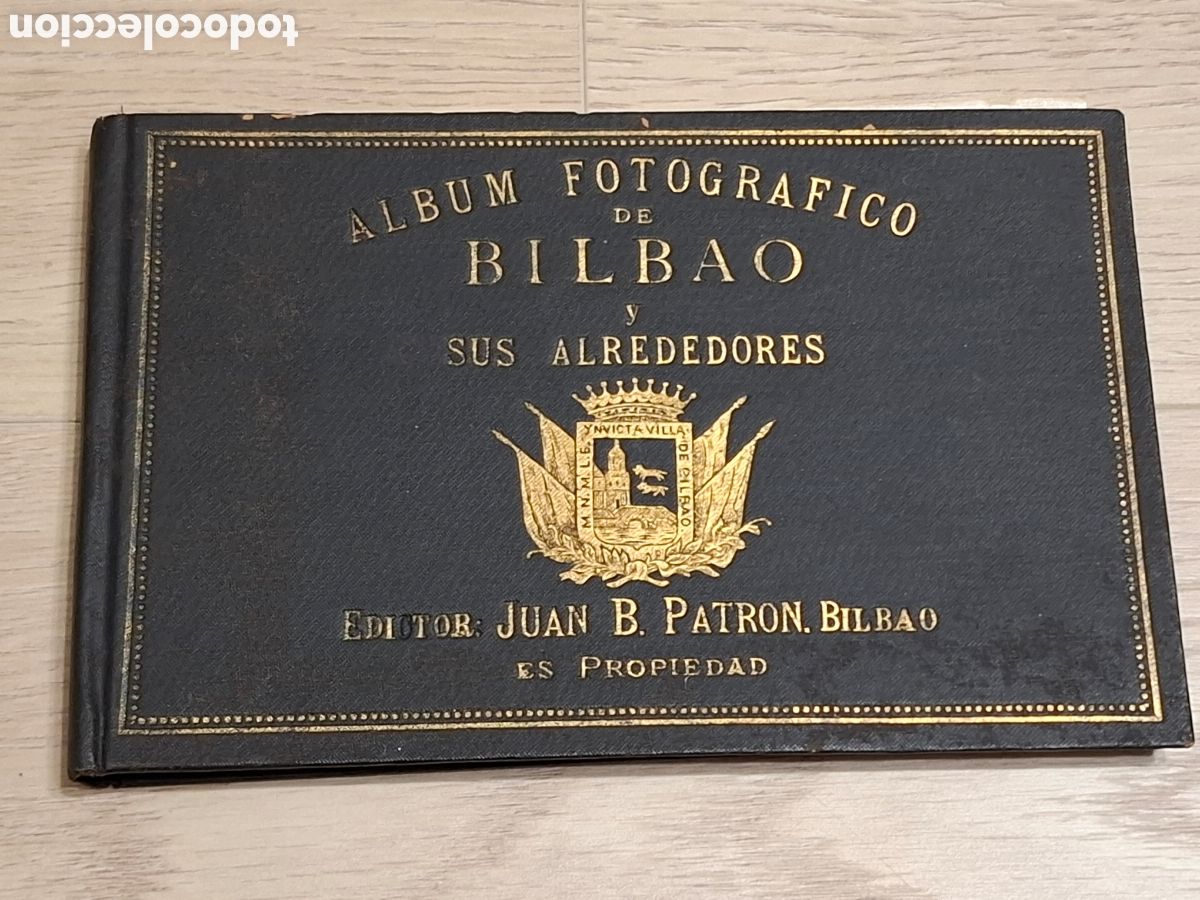 todocoleccion
ALBUM FOTOGRAFICO
DE
BILBAO
y
SUS ALREDEDORES
M.N.M.L.E. YNVICTA VILLA DE BILBAO
EDICTOR: JUAN B. PATRON. BILBAO
ES PROPIEDAD